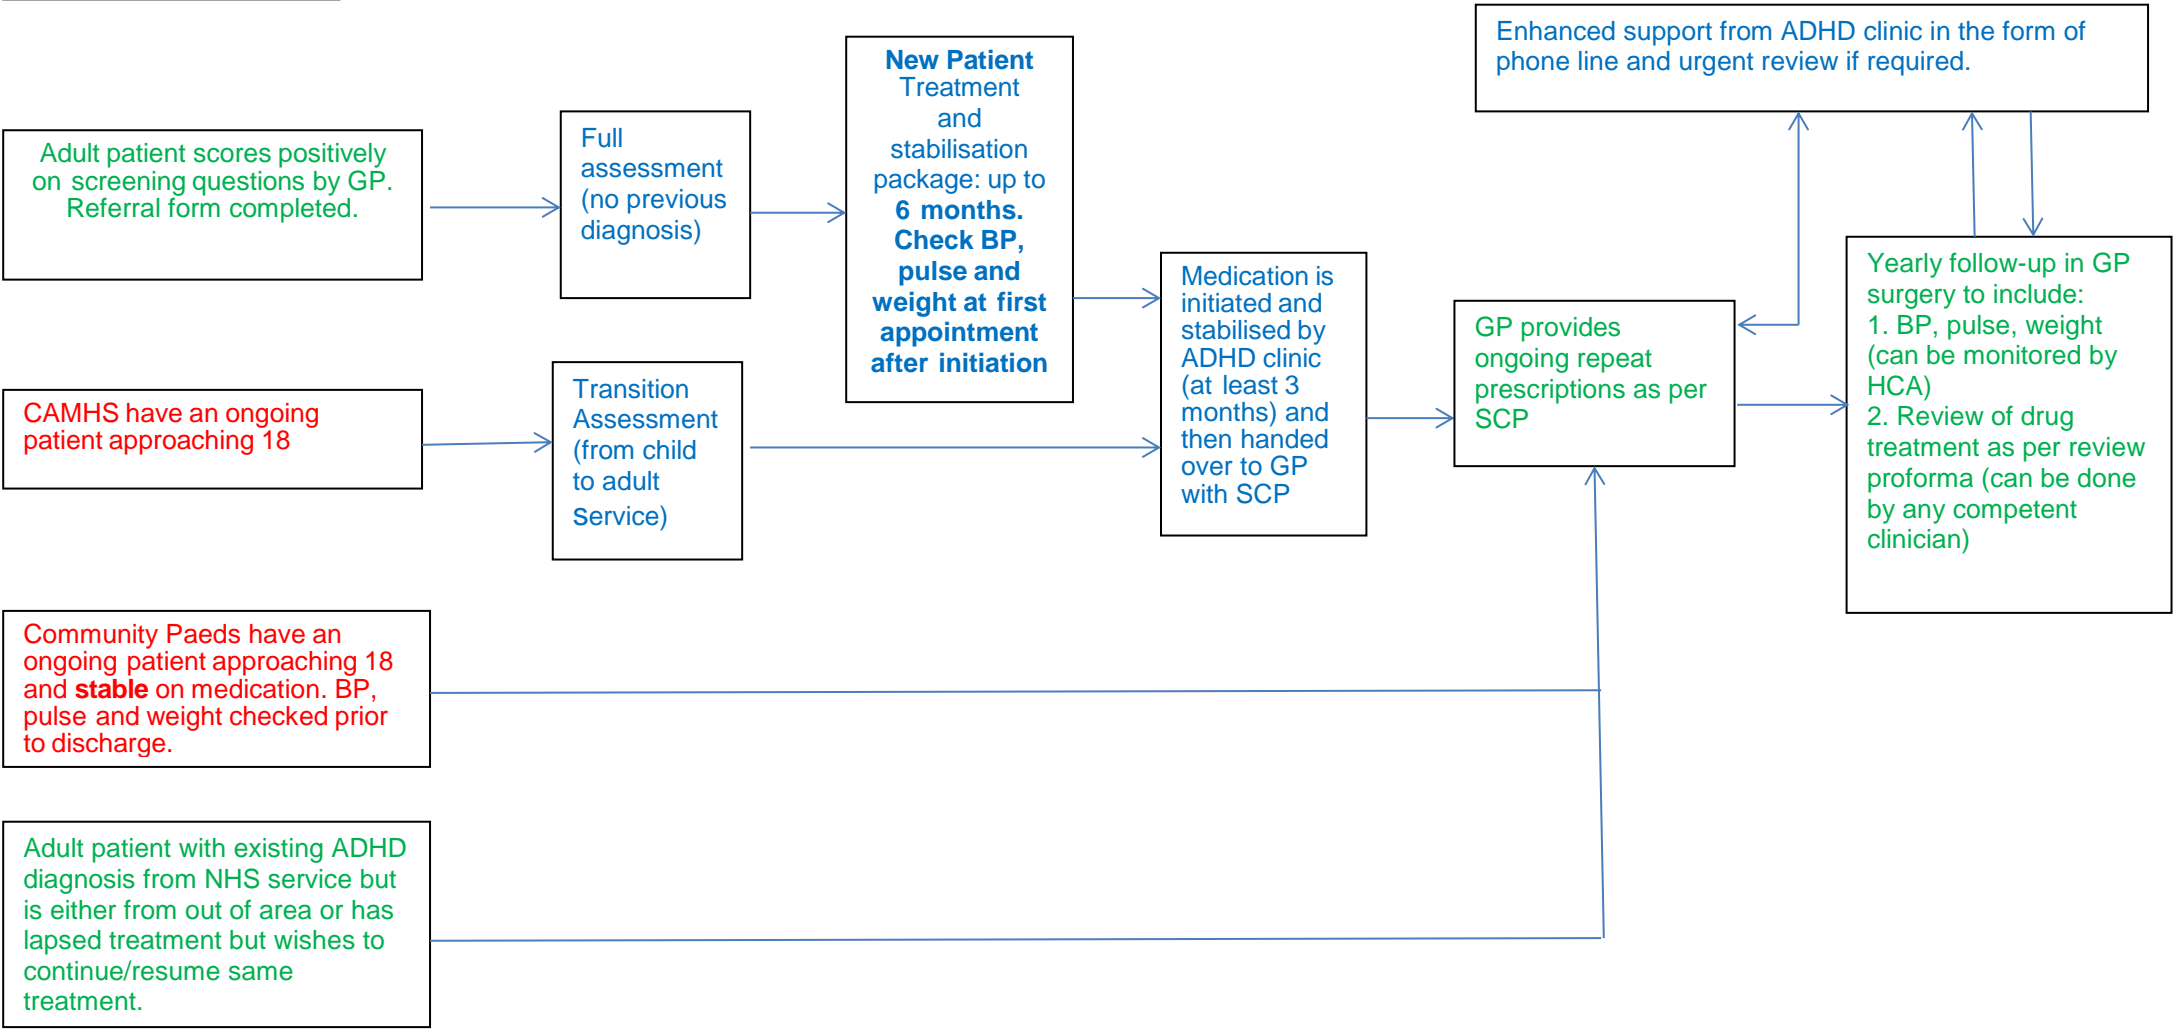 Adult patient scores positively
on screening questions by GP.
Referral form completed.
Full
assessment
(no previous
diagnosis)
New Patient
Treatment
and
stabilisation
package: up to
6 months.
Check BP,
pulse and
weight at first
appointment
after initiation
Enhanced support from ADHD clinic in the form of
phone line and urgent review if required.
CAMHS have an ongoing
patient approaching 18
Transition
Assessment
(from child
to adult
service)
Medication is
initiated and
stabilised by
ADHD clinic
(at least 3
months) and
then handed
over to GP
with SCP
GP provides
ongoing repeat
prescriptions as per
SCP
Yearly follow-up in GP
surgery to include:
1. BP, pulse, weight
(can be monitored by
HCA)
2. Review of drug
treatment as per review
proforma (can be done
by any competent
clinician)
Community Paeds have an
ongoing patient approaching 18
and stable on medication. BP,
pulse and weight checked prior
to discharge.
Adult patient with existing ADHD
diagnosis from NHS service but
is either from out of area or has
lapsed treatment but wishes to
continue/resume same
treatment.